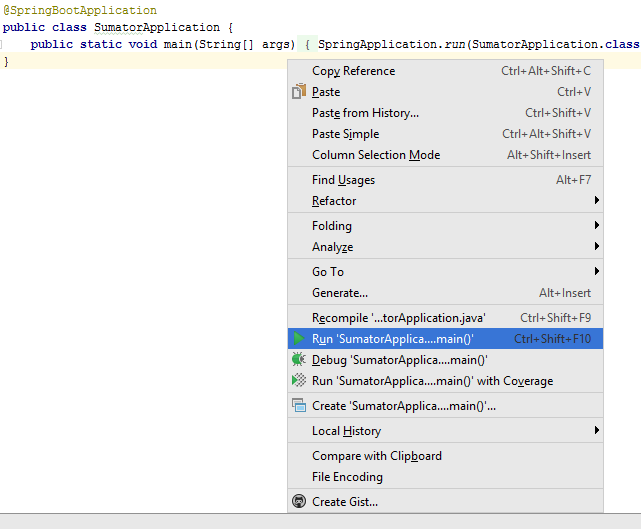 @SpringBootApplication
public class SumatorApplication {
public static void main(String[] args) { SpringApplication.run(SumatorApplication.class
}
Copy Reference Ctrl+Alt+Shift+C
Paste Ctrl+V
Paste from History... Ctrl+Shift+V
Paste Simple Ctrl+Alt+Shift+V
Column Selection Mode Alt+Shift+Insert
Find Usages Alt+F7
Refactor
Folding
Analyze
Go To
Generate... Alt+Insert
Recompile '...torApplication.java' Ctrl+Shift+F9
Run 'SumatorApplica....main()' Ctrl+Shift+F10
Debug 'SumatorApplica....main()'
Run 'SumatorApplica....main()' with Coverage
Create 'SumatorApplica....main()'...
Local History
Compare with Clipboard
File Encoding
Create Gist...